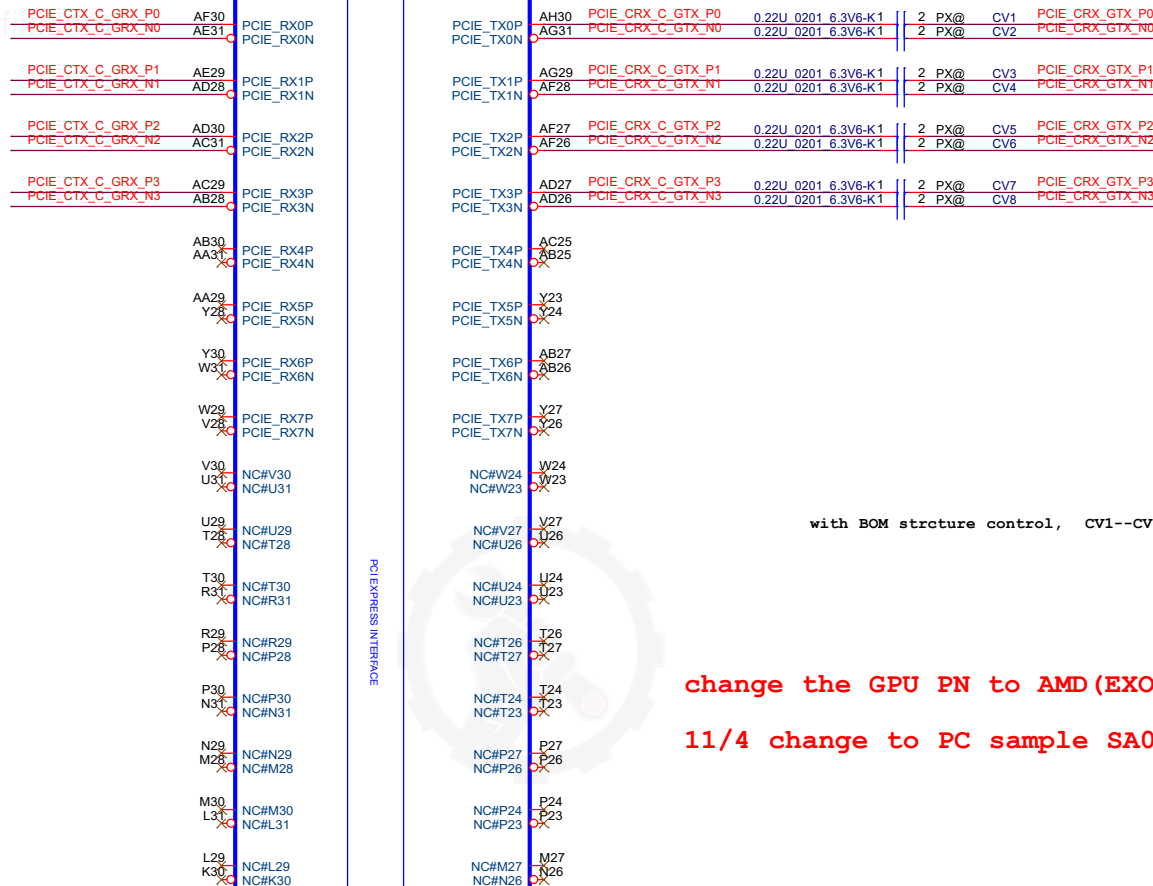 PCIE_CTX_C_GRX_P0 AF30 PCIE_RX0P PCIE_TX0P AH30 PCIE_CRX_C_GTX_P0 0.22U_0201_6.3V6-K 1 2 PX@ CV1 PCIE_CRX_GTX_P0
PCIE_CTX_C_GRX_N0 AE31 PCIE_RX0N PCIE_TX0N AG31 PCIE_CRX_C_GTX_N0 0.22U_0201_6.3V6-K 1 2 PX@ CV2 PCIE_CRX_GTX_N0
PCIE_CTX_C_GRX_P1 AE29 PCIE_RX1P PCIE_TX1P AG29 PCIE_CRX_C_GTX_P1 0.22U_0201_6.3V6-K 1 2 PX@ CV3 PCIE_CRX_GTX_P1
PCIE_CTX_C_GRX_N1 AD28 PCIE_RX1N PCIE_TX1N AF28 PCIE_CRX_C_GTX_N1 0.22U_0201_6.3V6-K 1 2 PX@ CV4 PCIE_CRX_GTX_N1
PCIE_CTX_C_GRX_P2 AD30 PCIE_RX2P PCIE_TX2P AF27 PCIE_CRX_C_GTX_P2 0.22U_0201_6.3V6-K 1 2 PX@ CV5 PCIE_CRX_GTX_P2
PCIE_CTX_C_GRX_N2 AC31 PCIE_RX2N PCIE_TX2N AF26 PCIE_CRX_C_GTX_N2 0.22U_0201_6.3V6-K 1 2 PX@ CV6 PCIE_CRX_GTX_N2
PCIE_CTX_C_GRX_P3 AC29 PCIE_RX3P PCIE_TX3P AD27 PCIE_CRX_C_GTX_P3 0.22U_0201_6.3V6-K 1 2 PX@ CV7 PCIE_CRX_GTX_P3
PCIE_CTX_C_GRX_N3 AB28 PCIE_RX3N PCIE_TX3N AD26 PCIE_CRX_C_GTX_N3 0.22U_0201_6.3V6-K 1 2 PX@ CV8 PCIE_CRX_GTX_N3
AB30 PCIE_RX4P PCIE_TX4P AC25
AA31 PCIE_RX4N PCIE_TX4N AB25
AA29 PCIE_RX5P PCIE_TX5P Y23
Y28 PCIE_RX5N PCIE_TX5N Y24
Y30 PCIE_RX6P PCIE_TX6P AB27
W31 PCIE_RX6N PCIE_TX6N AB26
W29 PCIE_RX7P PCIE_TX7P Y27
V28 PCIE_RX7N PCIE_TX7N Y26
V30 NC#V30 NC#W24 W24
U31 NC#U31 NC#W23 W23
U29 NC#U29 NC#V27 V27
T28 NC#T28 NC#U26 U26
with BOM strcture control, CV1--CV
PCI EXPRESS INTERFACE
T30 NC#T30 NC#U24 U24
R31 NC#R31 NC#U23 U23
R29 NC#R29 NC#T26 T26
P28 NC#P28 NC#T27 T27
P30 NC#P30 NC#T24 T24
N31 NC#N31 NC#T23 T23
change the GPU PN to AMD(EXO
11/4 change to PC sample SA0
N29 NC#N29 NC#P27 P27
M28 NC#M28 NC#P26 P26
M30 NC#M30 NC#P24 P24
L31 NC#L31 NC#P23 P23
L29 NC#L29 NC#M27 M27
K30 NC#K30 NC#N26 N26